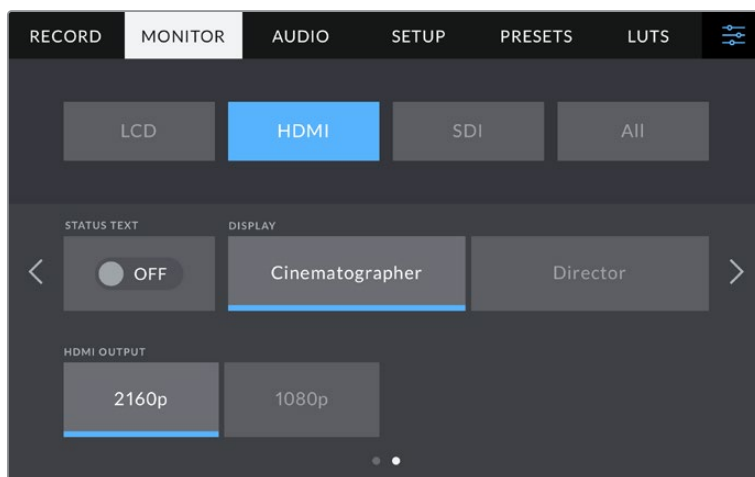 RECORD MONITOR AUDIO SETUP PRESETS LUTS
LCD HDMI SDI All
STATUS TEXT DISPLAY
OFF Cinematographer Director
HDMI OUTPUT
2160p 1080p